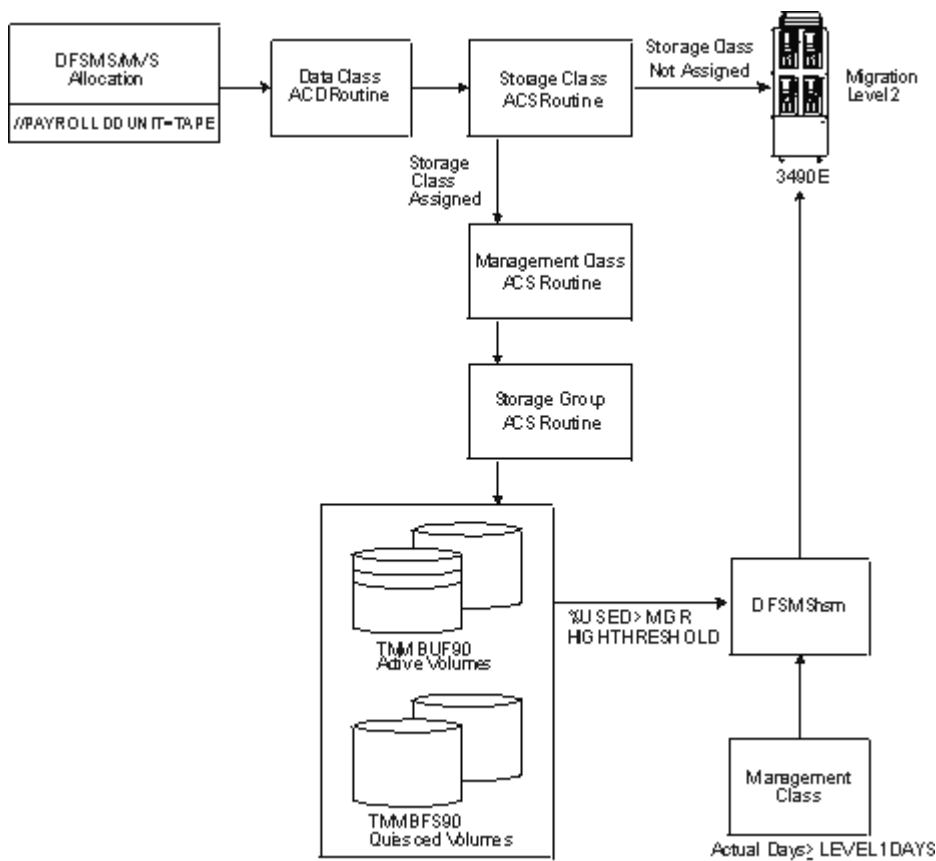 DFSMS/MVS
Allocation
//PAYROLL DD UNIT=TAPE
Data Class
ACD Routine
Storage Class
ACS Routine
Storage Class
Not Assigned
Migration
Level 2
3490E
Storage
Class
Assigned
Management Class
ACS Routine
Storage Group
ACS Routine
TMMBUF90
Active Volumes
%USED> MGR
HIGHTHRESHOLD
DFSMShsm
TMMBFS90
Quiesced Volumes
Management
Class
Actual Days> LEVEL1DAYS